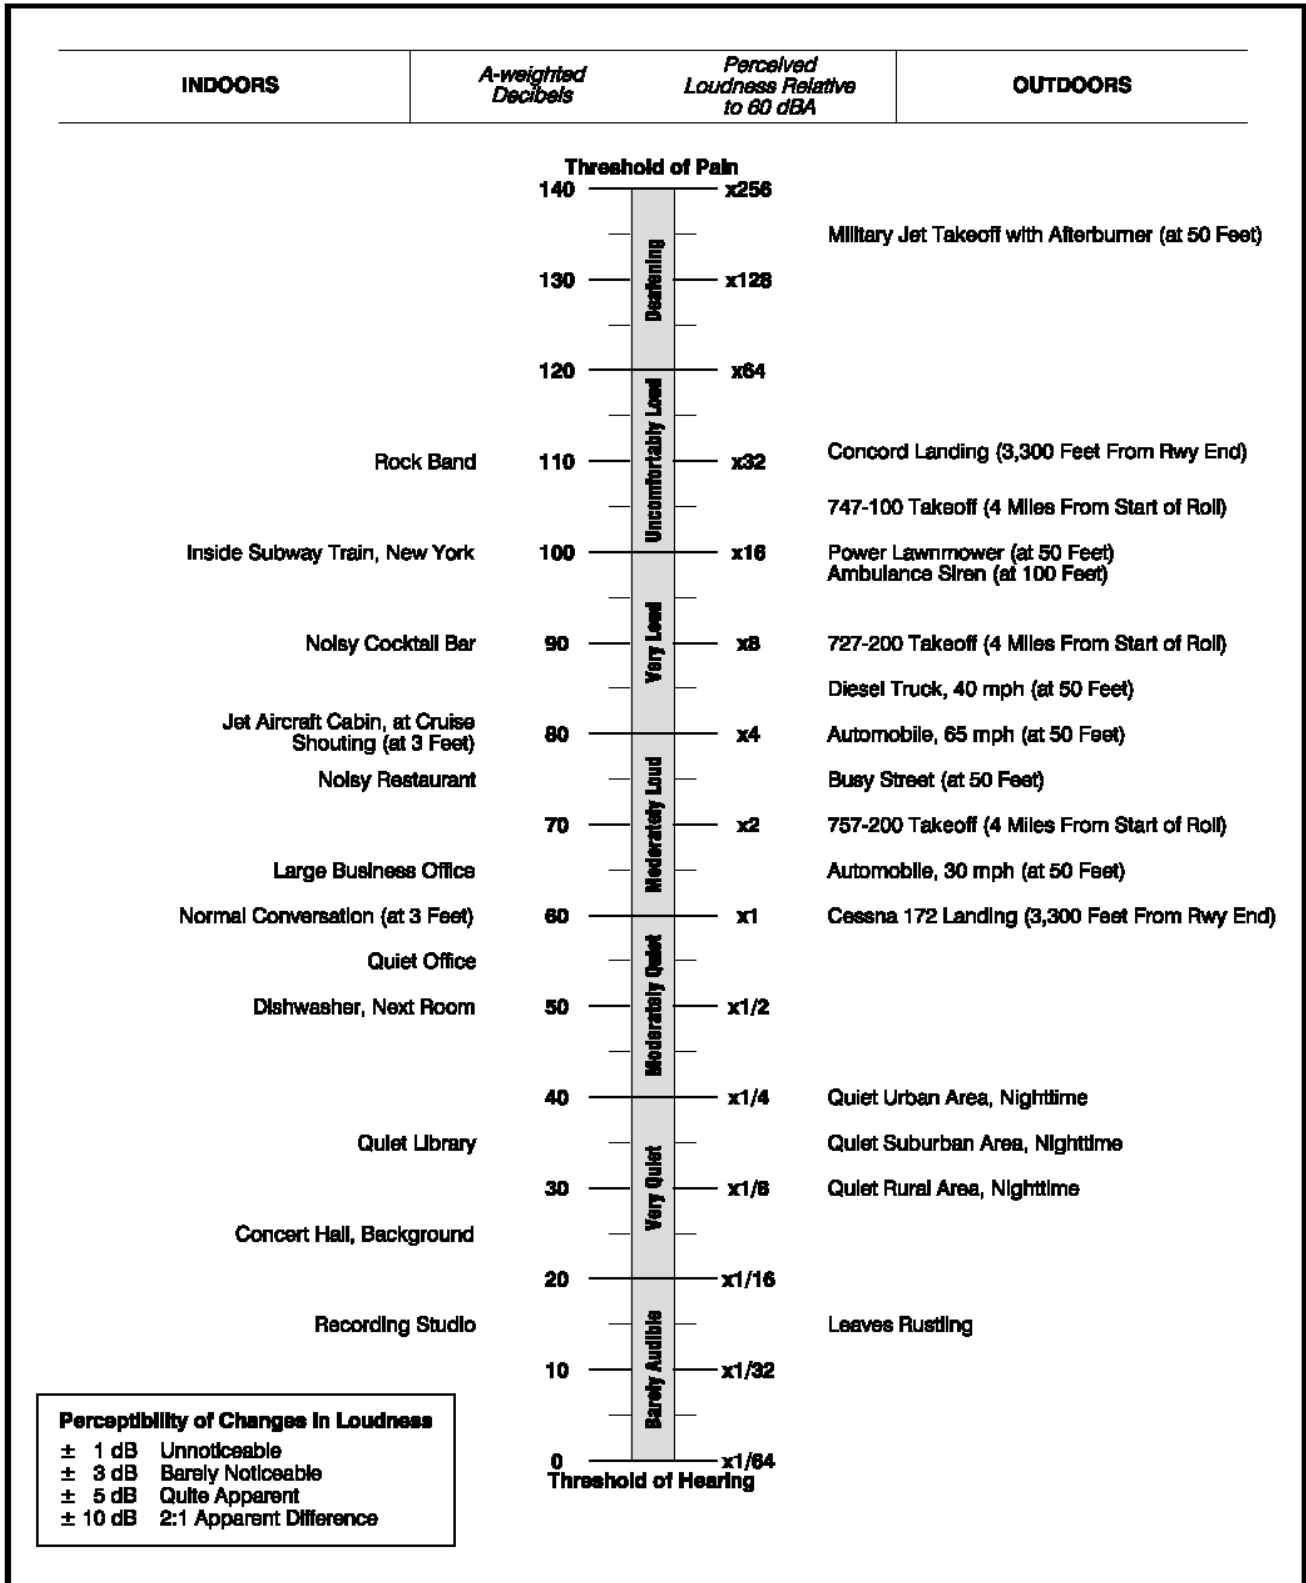 INDOORS
A-weighted
Decibels
Perceived
Loudness Relative
to 60 dBA
OUTDOORS
Threshold of Pain
140 x256
Military Jet Takeoff with Afterburner (at 50 Feet)
Deafening
130 x128
120 x64
Uncomfortably Loud
Concord Landing (3,300 Feet From Rwy End)
Rock Band 110 x32
747-100 Takeoff (4 Miles From Start of Roll)
Inside Subway Train, New York 100 x16 Power Lawnmower (at 50 Feet)
Ambulance Siren (at 100 Feet)
Very Loud
Noisy Cocktail Bar 90 x8 727-200 Takeoff (4 Miles From Start of Roll)
Diesel Truck, 40 mph (at 50 Feet)
Jet Aircraft Cabin, at Cruise
Shouting (at 3 Feet) 80 x4 Automobile, 65 mph (at 50 Feet)
Noisy Restaurant Busy Street (at 50 Feet)
Moderately Loud
70 x2 757-200 Takeoff (4 Miles From Start of Roll)
Large Business Office Automobile, 30 mph (at 50 Feet)
Normal Conversation (at 3 Feet) 60 x1 Cessna 172 Landing (3,300 Feet From Rwy End)
Quiet Office
Moderately Quiet
Dishwasher, Next Room 50 x1/2
40 x1/4 Quiet Urban Area, Nighttime
Quiet Library Quiet Suburban Area, Nighttime
Very Quiet
30 x1/8 Quiet Rural Area, Nighttime
Concert Hall, Background
20 x1/16
Recording Studio Leaves Rustling
Barely Audible
10 x1/32
0 x1/64
Threshold of Hearing
Perceptibility of Changes in Loudness
± 1 dB Unnoticeable
± 3 dB Barely Noticeable
± 5 dB Quite Apparent
± 10 dB 2:1 Apparent Difference